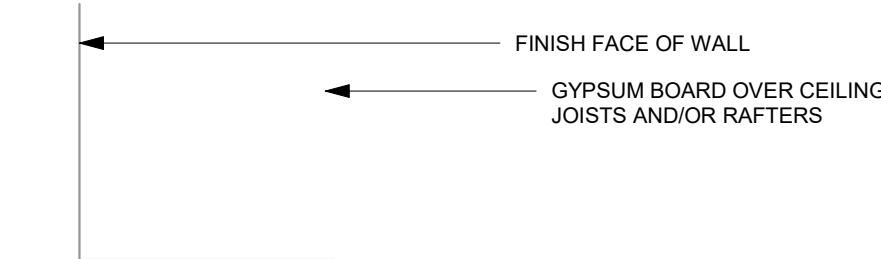 FINISH FACE OF WALL
GYPSUM BOARD OVER CEILING
JOISTS AND/OR RAFTERS